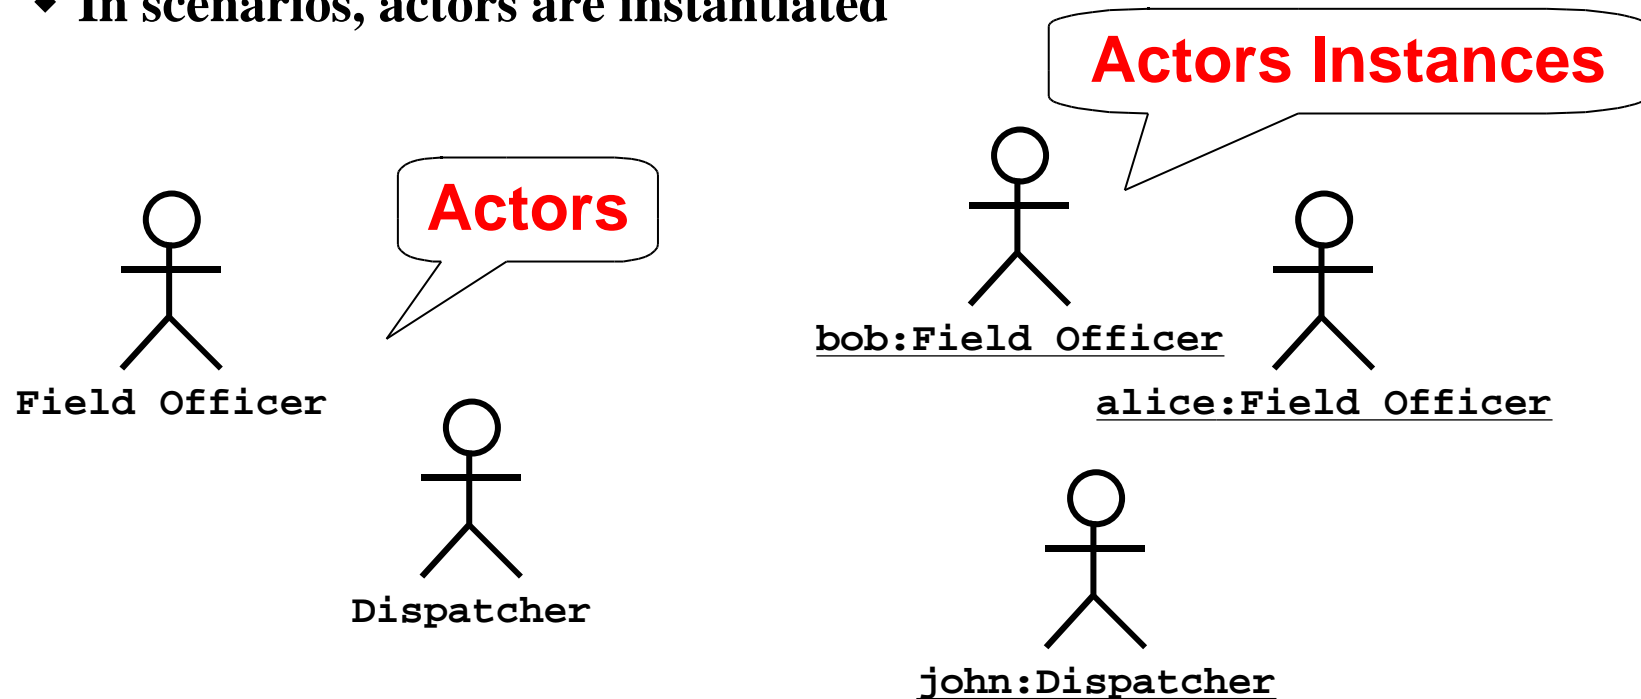 ◆ In scenarios, actors are instantiated
Actors Instances
Actors
bob:Field Officer
Field Officer
alice:Field Officer
Dispatcher
john:Dispatcher